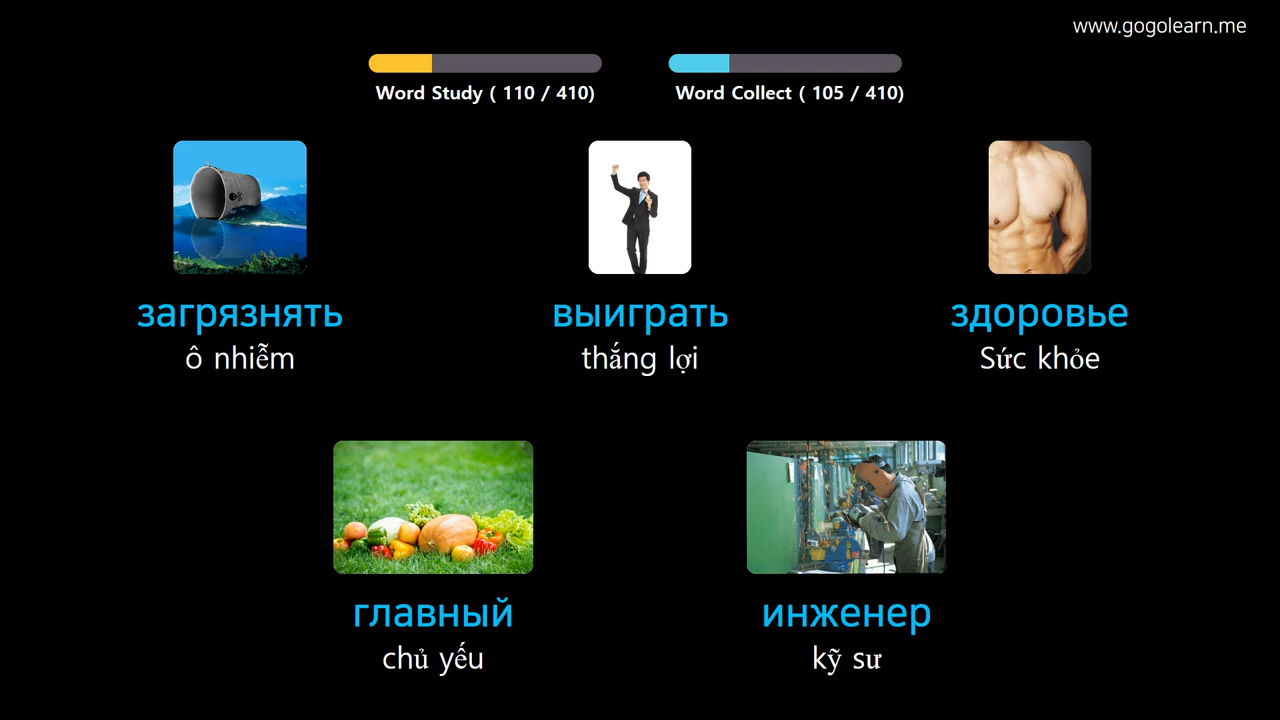 www.gogolearn.me
Word Study ( 110 / 410)
Word Collect ( 105 / 410)
загрязнять
ô nhiễm
выиграть
thắng lợi
здоровье
Sức khỏe
главный
chủ yếu
инженер
kỹ sư